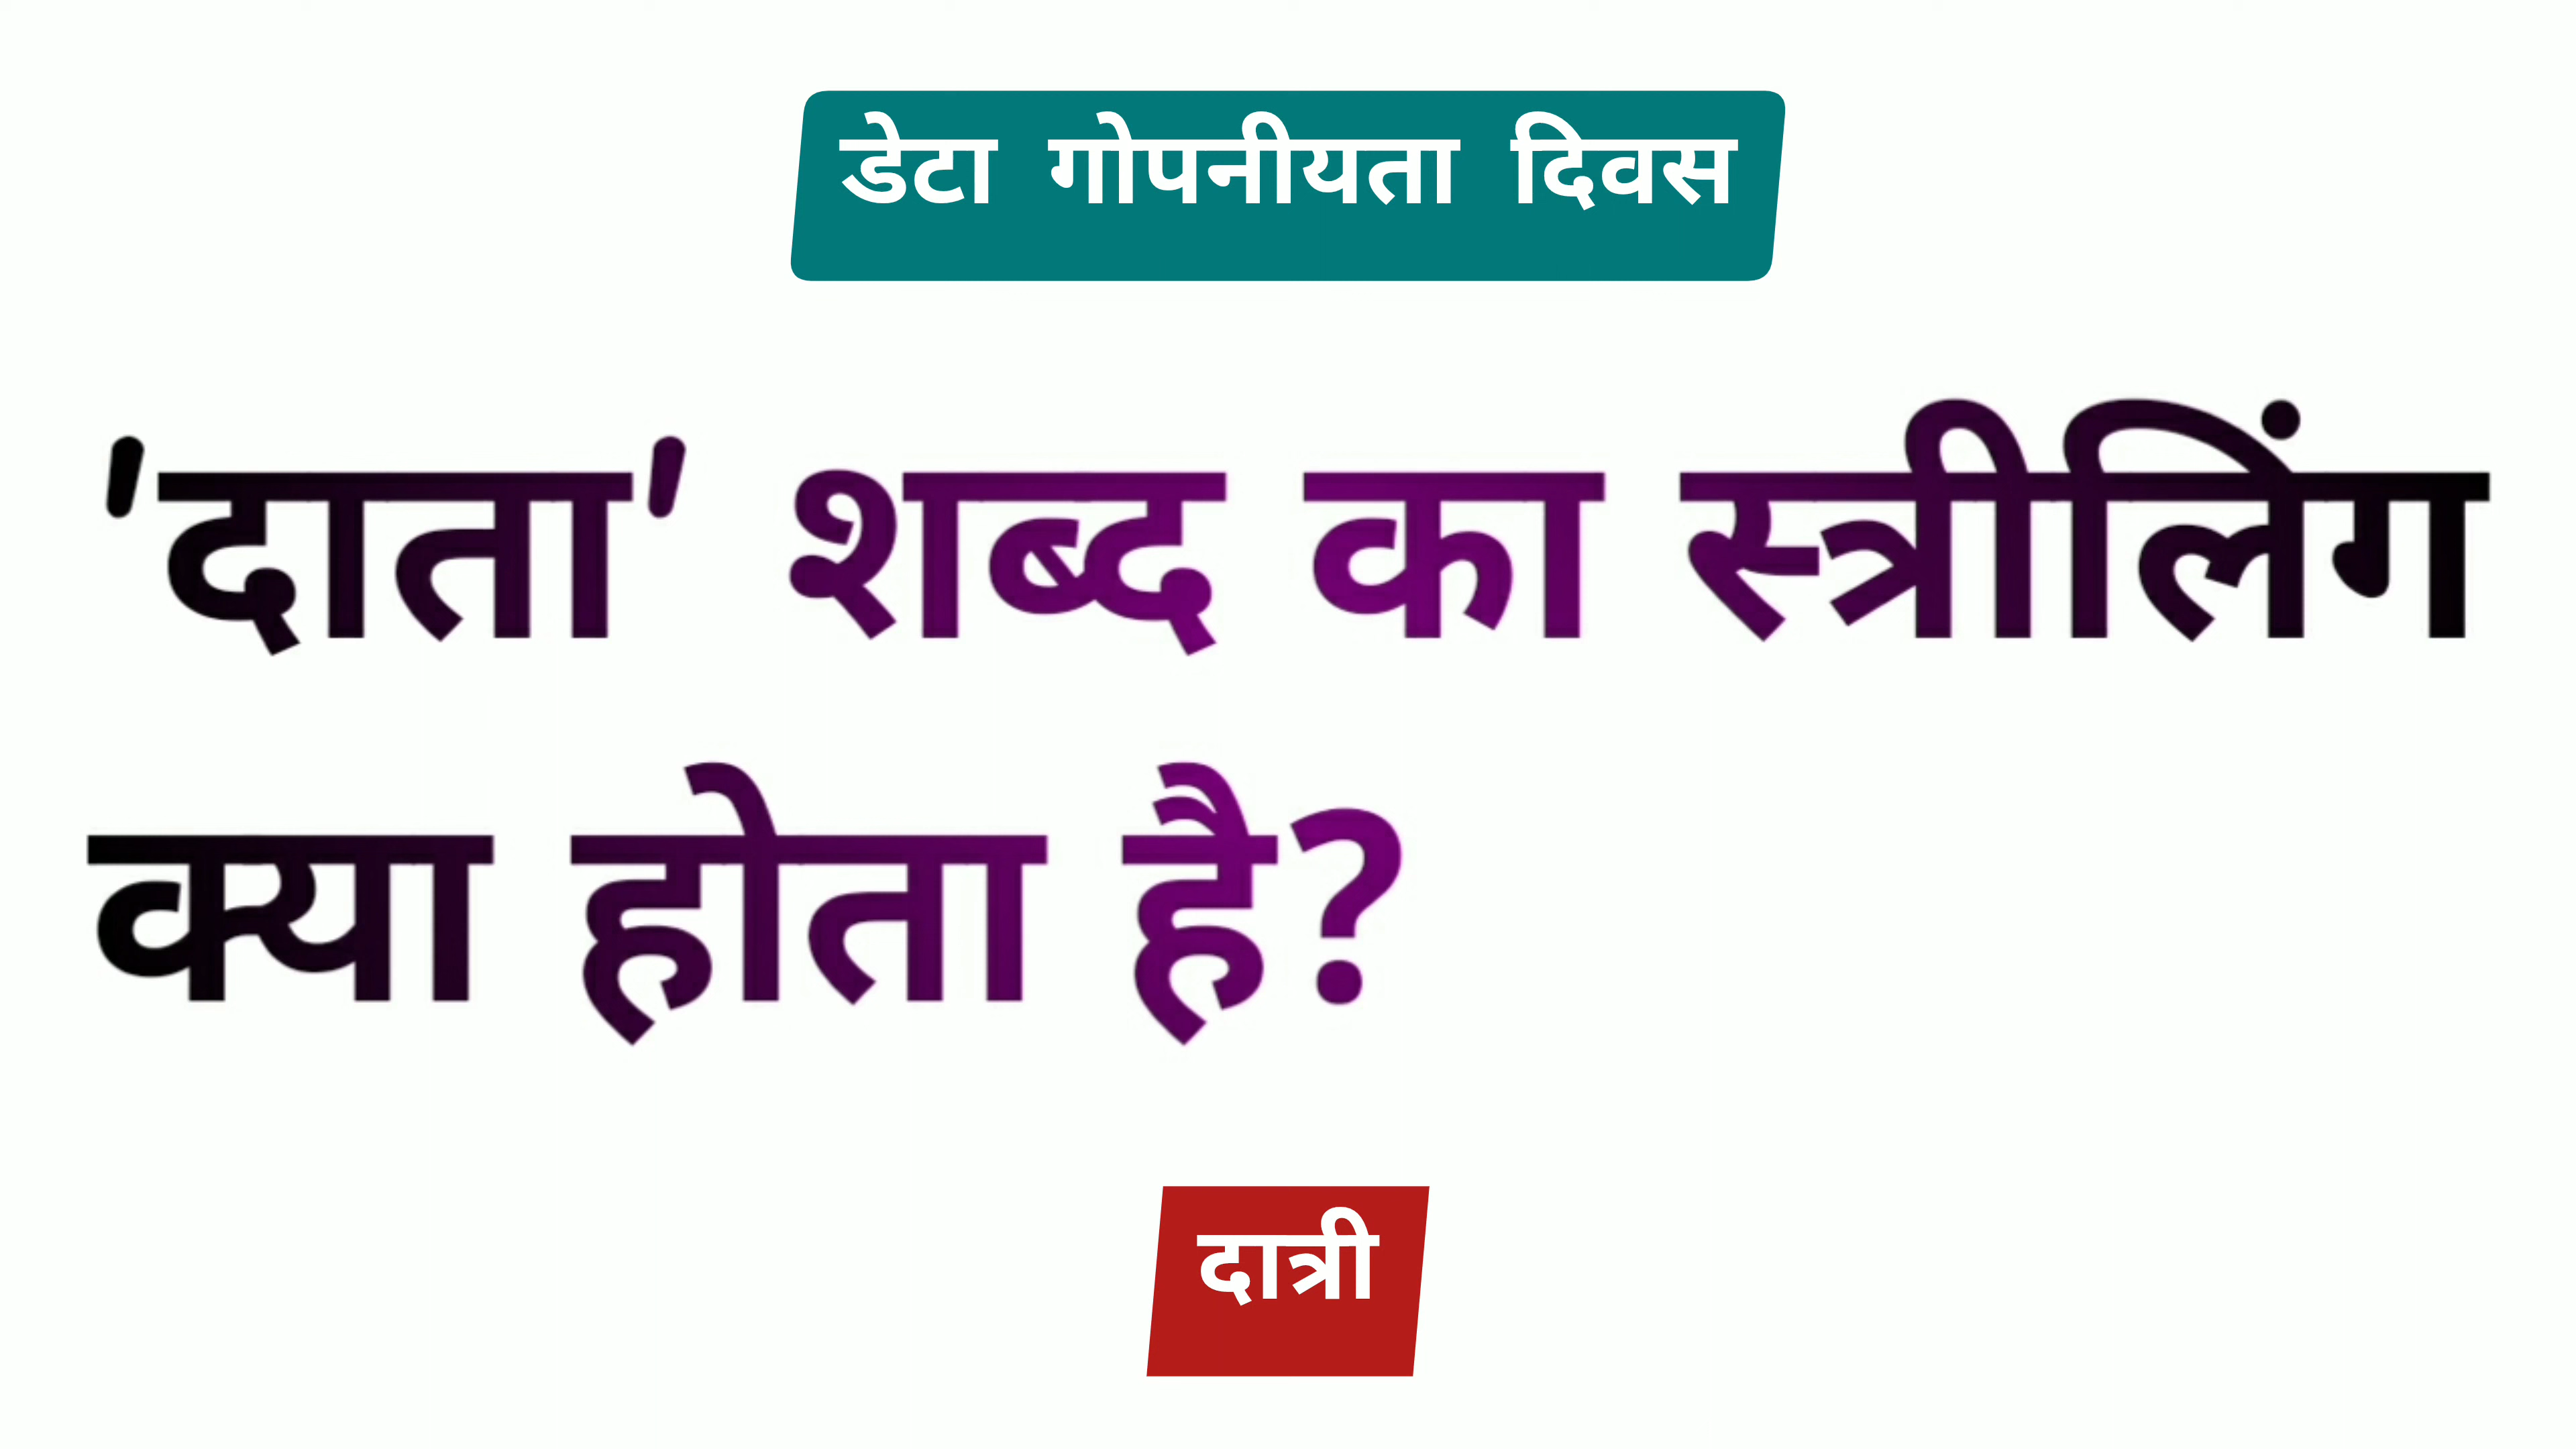 डेटा गोपनीयता दिवस
'दाता' शब्द का स्त्रीलिंग
क्या होता है?
दात्री